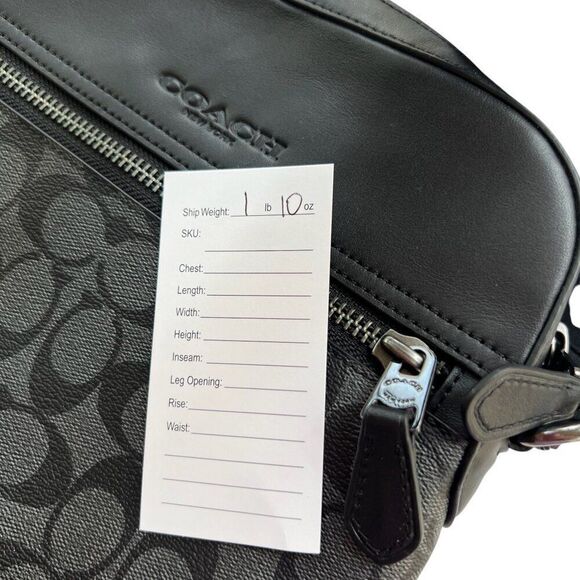 COACH
NEW YORK
Ship Weight: 1 lb 10 oz
SKU:
Chest:
Length:
Width:
Height:
Inseam:
Leg Opening:
Rise:
Waist:
COACH